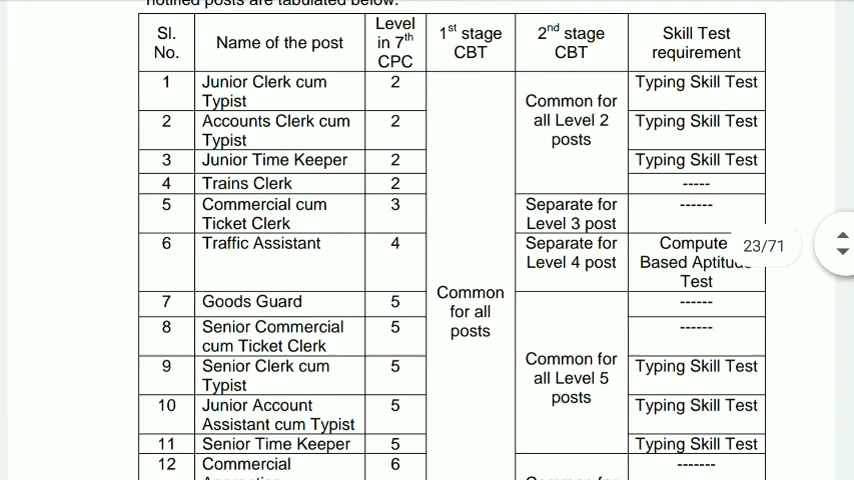 notified posts are tabulated below.
Sl. No. Name of the post Level in 7th CPC 1st stage CBT 2nd stage CBT Skill Test requirement
1 Junior Clerk cum Typist 2 Common for all posts Common for all Level 2 posts Typing Skill Test
2 Accounts Clerk cum Typist 2 Typing Skill Test
3 Junior Time Keeper 2 Typing Skill Test
4 Trains Clerk 2 -----
5 Commercial cum Ticket Clerk 3 Separate for Level 3 post ------
6 Traffic Assistant 4 Separate for Level 4 post Compute Based Aptitu Test
23/71
7 Goods Guard 5 Common for all Level 5 posts ------
8 Senior Commercial cum Ticket Clerk 5 ------
9 Senior Clerk cum Typist 5 Typing Skill Test
10 Junior Account Assistant cum Typist 5 Typing Skill Test
11 Senior Time Keeper 5 Typing Skill Test
12 Commercial 6 -------